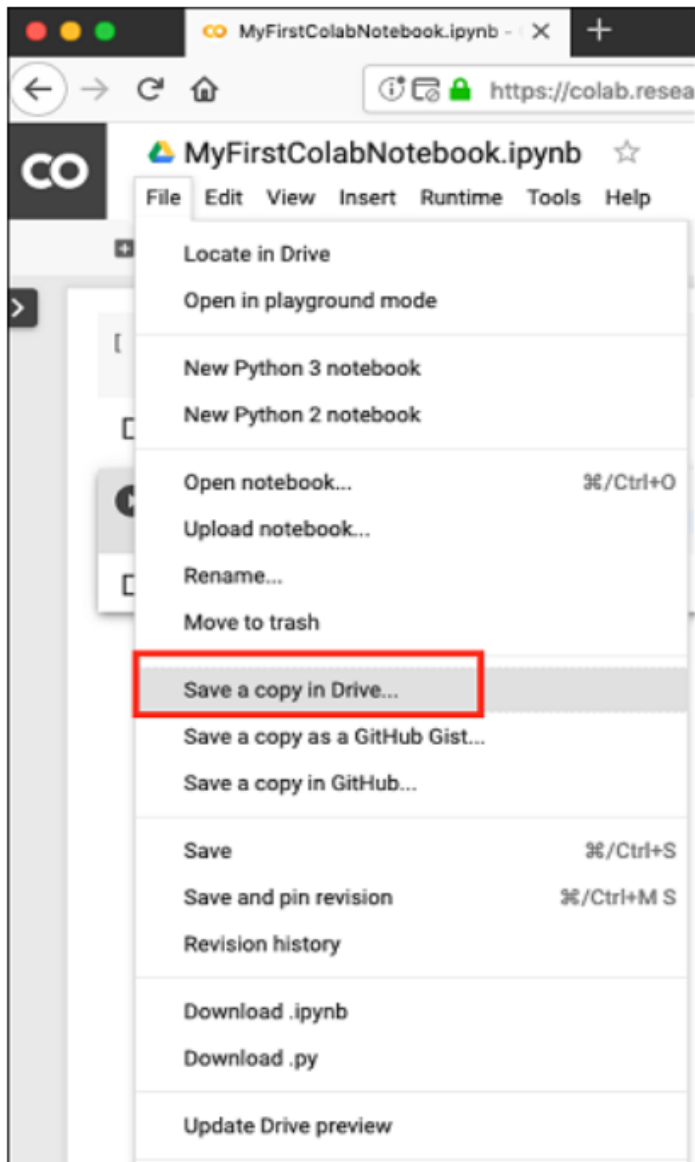 MyFirstColabNotebook.ipynb -
https://colab.resea
CO
MyFirstColabNotebook.ipynb
File Edit View Insert Runtime Tools Help
Locate in Drive
Open in playground mode
New Python 3 notebook
New Python 2 notebook
Open notebook... ⌘/Ctrl+O
Upload notebook...
Rename...
Move to trash
Save a copy in Drive...
Save a copy as a GitHub Gist...
Save a copy in GitHub...
Save ⌘/Ctrl+S
Save and pin revision ⌘/Ctrl+M S
Revision history
Download .ipynb
Download .py
Update Drive preview